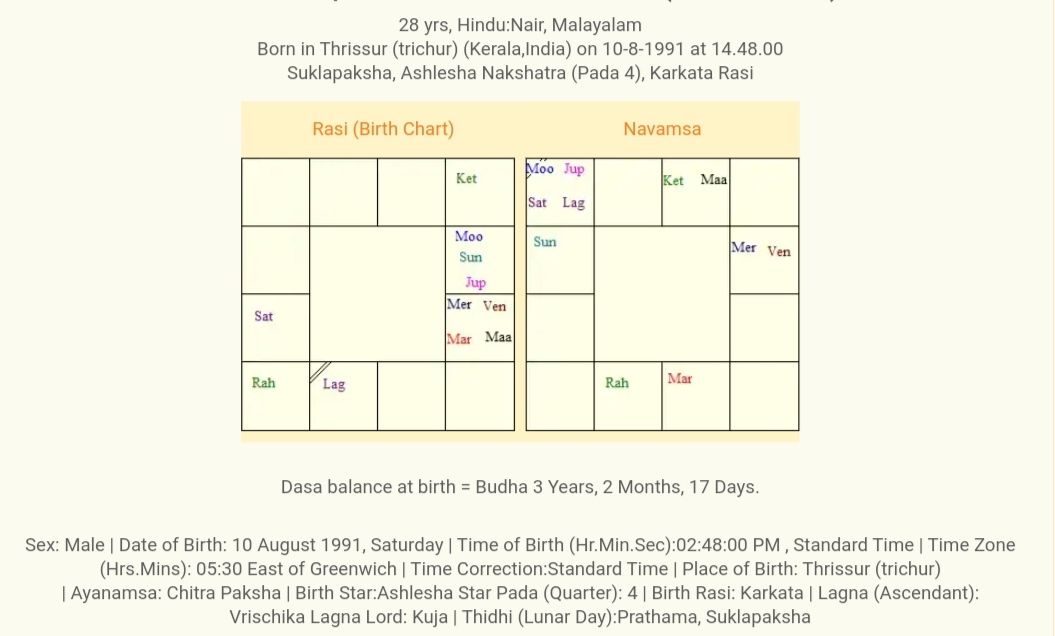 28 yrs, Hindu:Nair, Malayalam
Born in Thrissur (trichur) (Kerala,India) on 10-8-1991 at 14.48.00
Suklapaksha, Ashlesha Nakshatra (Pada 4), Karkata Rasi
Rasi (Birth Chart)
Ket
Moo
Sun
Jup
Sat
Mer Ven
Mar Maa
Rah
Lag
Navamsa
Moo Jup
Sat Lag
Ket Maa
Sun
Mer Ven
Rah
Mar
Dasa balance at birth = Budha 3 Years, 2 Months, 17 Days.
Sex: Male | Date of Birth: 10 August 1991, Saturday | Time of Birth (Hr.Min.Sec):02:48:00 PM , Standard Time | Time Zone
(Hrs.Mins): 05:30 East of Greenwich | Time Correction:Standard Time | Place of Birth: Thrissur (trichur)
| Ayanamsa: Chitra Paksha | Birth Star:Ashlesha Star Pada (Quarter): 4 | Birth Rasi: Karkata | Lagna (Ascendant):
Vrischika Lagna Lord: Kuja | Thidhi (Lunar Day):Prathama, Suklapaksha